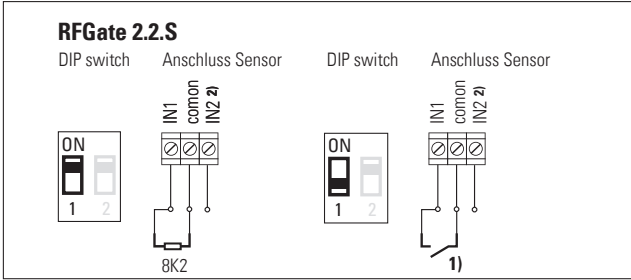 RFGate 2.2.S
DIP switch Anschluss Sensor DIP switch Anschluss Sensor
IN1 comon IN2 2) IN1 comon IN2 2)
ON ON
1 2 1 2
8K2 1)